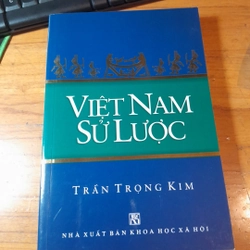 VIỆT NAM
SỬ LƯỢC
TRẦN TRỌNG KIM
NHÀ XUẤT BẢN KHOA HỌC XÃ HỘI